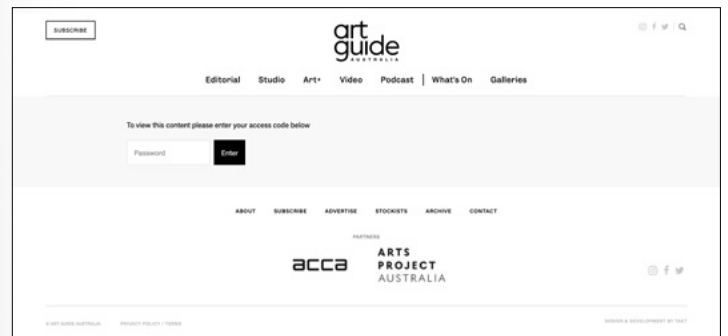 SUBSCRIBE
art
guide
AUSTRALIA
Editorial Studio Art+ Video Podcast | What's On Galleries
To view this content please enter your access code below
Password Enter
ABOUT SUBSCRIBE ADVERTISE STOCKISTS ARCHIVE CONTACT
PARTNERS
acca
ARTS
PROJECT
AUSTRALIA
© ART GUIDE AUSTRALIA PRIVACY POLICY / TERMS DESIGN & DEVELOPMENT BY TAKT